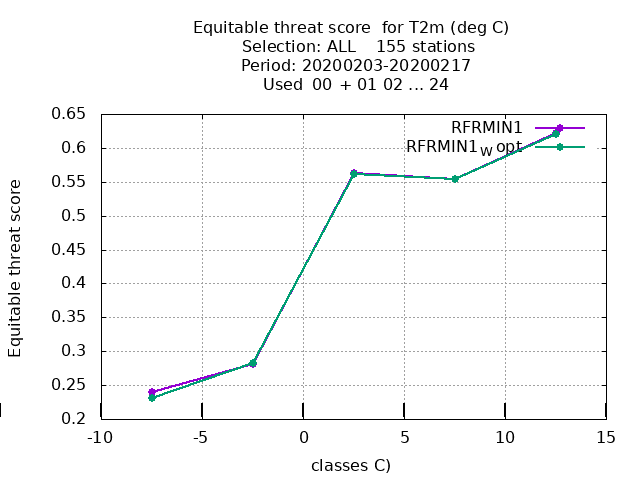 Equitable threat score  for T2m (deg C)
Selection: ALL    155 stations
Period: 20200203-20200217
Used  00 + 01 02 ... 24
0.65
0.6
0.55
0.5
0.45
0.4
0.35
0.3
0.25
0.2
Equitable threat score
RFRMIN1
RFRMIN1W opt
-10 -5 0 5 10 15
classes C)